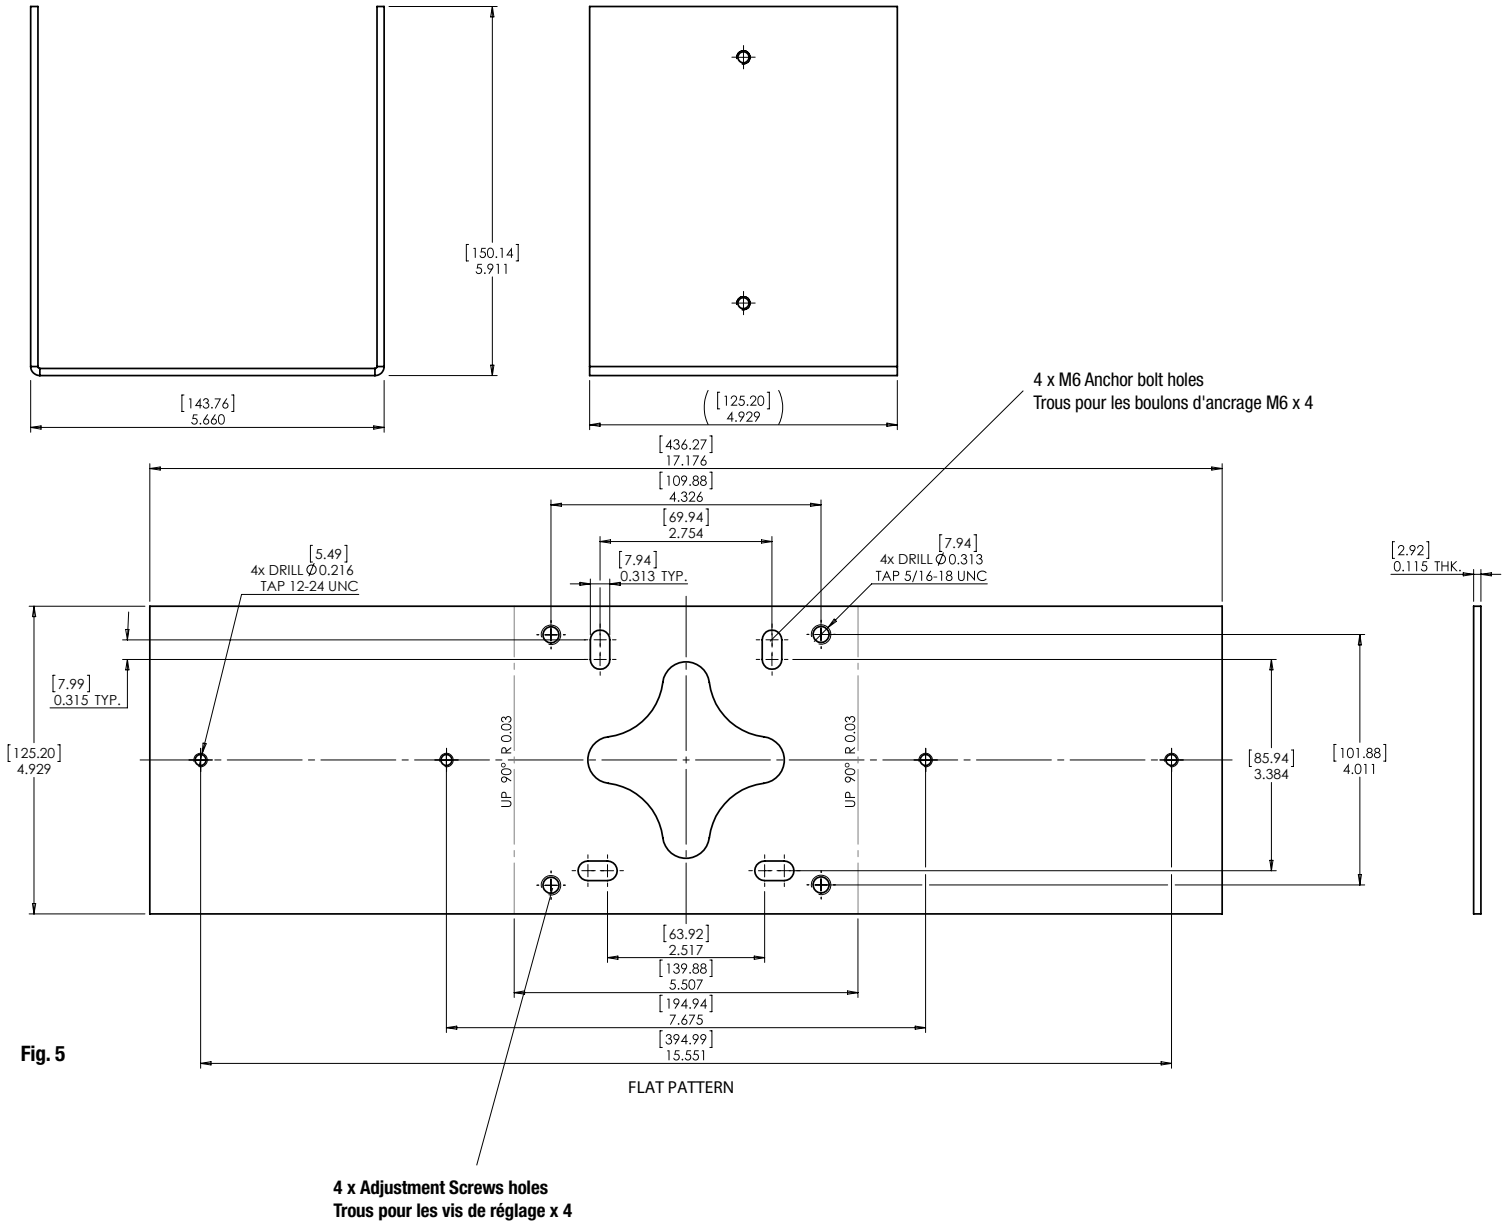 [150.14]
5.911
[143.76]
5.660
([125.20])
4.929
4 x M6 Anchor bolt holes
Trous pour les boulons d'ancrage M6 x 4
[436.27]
17.176
[109.88]
4.326
[69.94]
2.754
[5.49]
4x DRILL Ø 0.216
TAP 12-24 UNC
[7.94]
0.313 TYP.
[7.94]
4x DRILL Ø 0.313
TAP 5/16-18 UNC
[2.92]
0.115 THK.
[7.99]
0.315 TYP.
[125.20]
4.929
UP 90° R 0.03
UP 90° R 0.03
[85.94]
3.384
[101.88]
4.011
[63.92]
2.517
[139.88]
5.507
[194.94]
7.675
[394.99]
15.551
Fig. 5
FLAT PATTERN
4 x Adjustment Screws holes
Trous pour les vis de réglage x 4